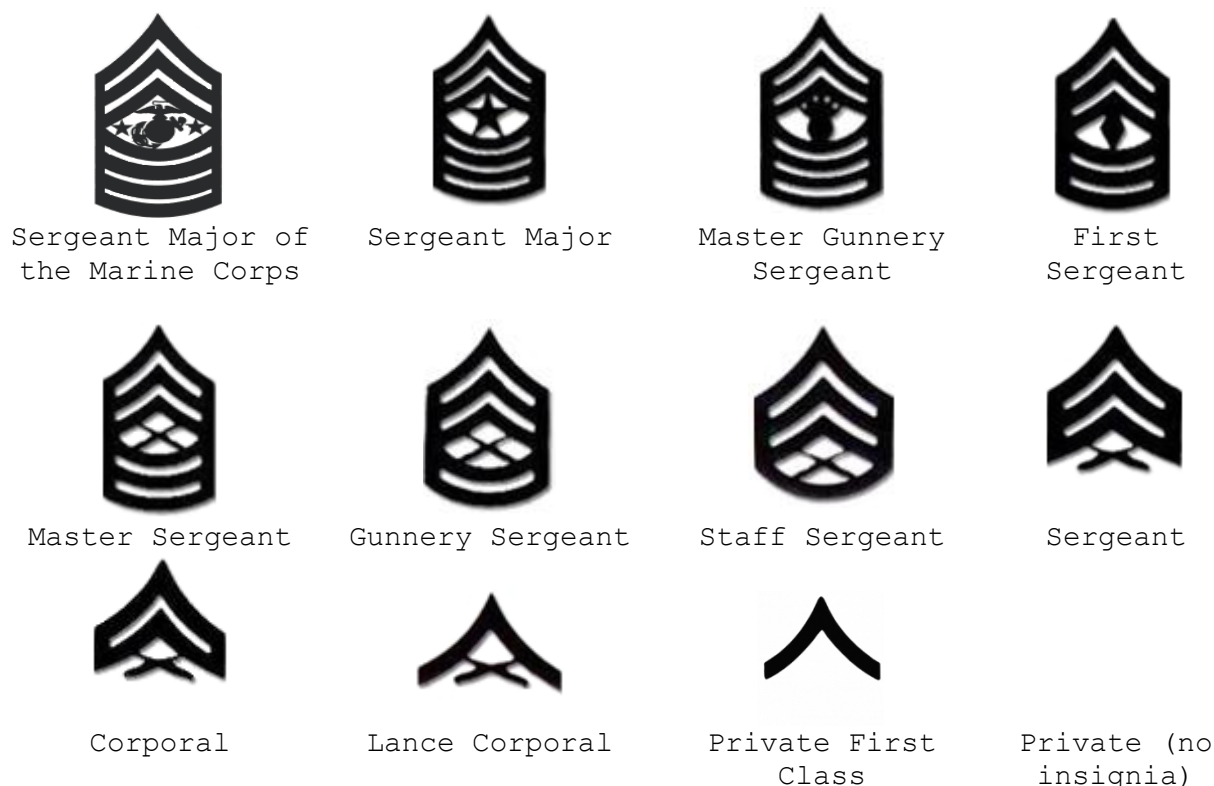 Sergeant Major of
the Marine Corps
Sergeant Major
Master Gunnery
Sergeant
First
Sergeant
Master Sergeant
Gunnery Sergeant
Staff Sergeant
Sergeant
Corporal
Lance Corporal
Private First
Class
Private (no
insignia)